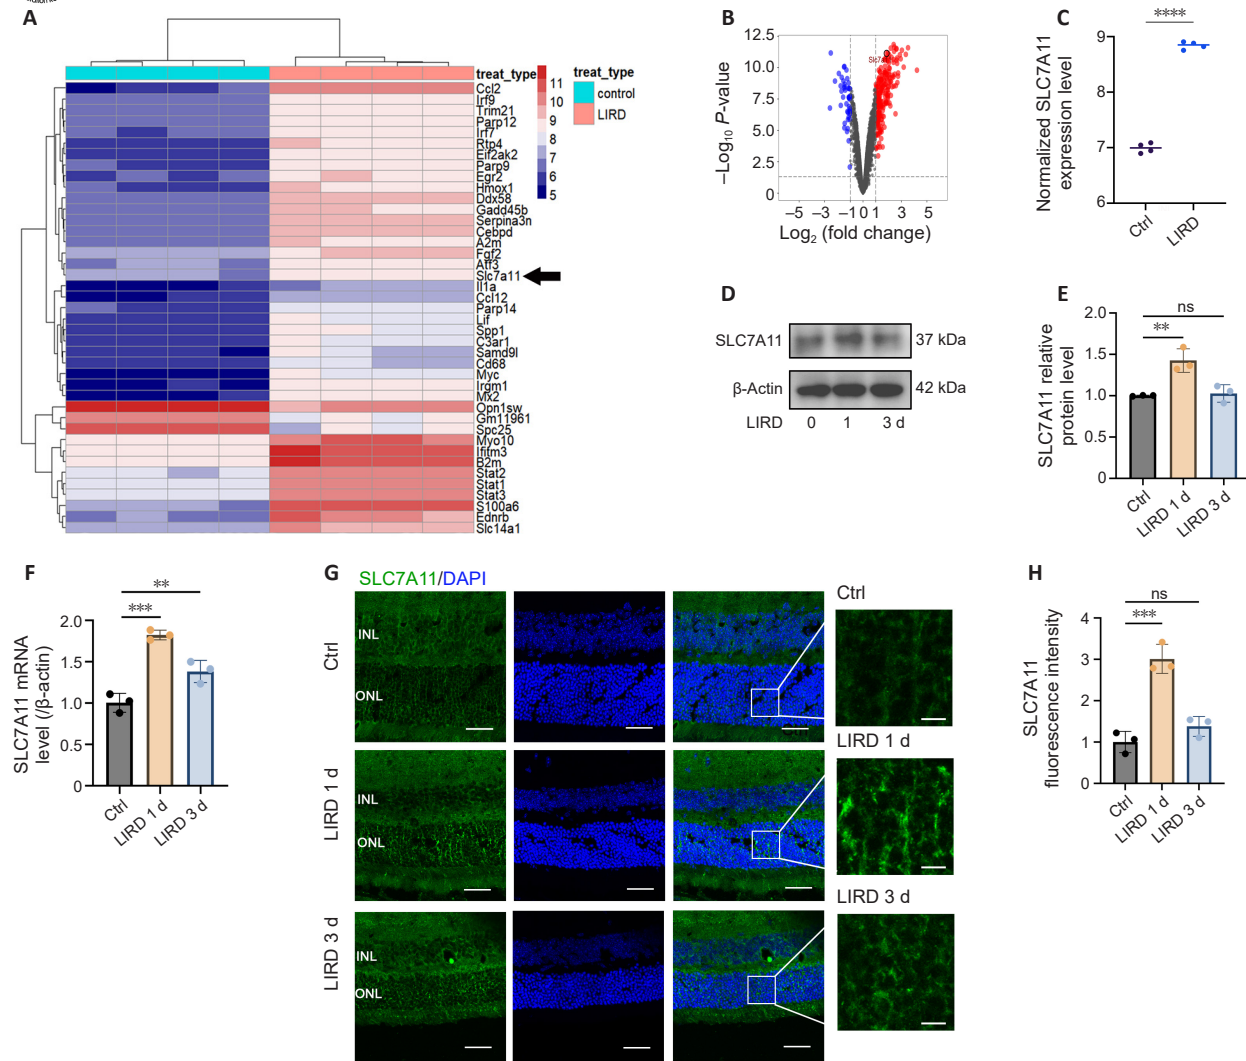 A
treat_type
11
10
9
8
7
6
5
treat_type
control
LIRD
Ccl2
Irf9
Trim21
Parp12
Irf7
Rtp4
Eif2ak2
Parp9
Egr2
Hmox1
Ddx58
Gadd45b
Serpina3n
Cebpd
A2m
Fgf2
Atf3
Slc7a11
Il1a
Ccl12
Parp14
Lif
Spp1
C3ar1
Samd9l
Cd68
Myc
Irgm1
Mx2
Opn1sw
Gm11961
Spc25
Myo10
Ifitm3
B2m
Stat2
Stat1
Stat3
S100a6
Ednrb
Slc14a1
B
12.5
10.0
7.5
5.0
2.5
0
–Log10 P-value
−5 −3 −1 1 3 5
Log2 (fold change)
C
****
9
8
7
6
Normalized SLC7A11
expression level
Ctrl
LIRD
D
SLC7A11
37 kDa
β-Actin
42 kDa
LIRD 0 1 3 d
E
ns
**
2.0
1.5
1.0
0.5
0
SLC7A11 relative
protein level
Ctrl
LIRD 1 d
LIRD 3 d
F
**
***
2.0
1.5
1.0
0.5
0
SLC7A11 mRNA
level (/β-actin)
Ctrl
LIRD 1 d
LIRD 3 d
G
SLC7A11/DAPI
Ctrl
INL
ONL
Ctrl
LIRD 1 d
INL
ONL
LIRD 1 d
LIRD 3 d
INL
ONL
LIRD 3 d
H
ns
***
4
3
2
1
0
SLC7A11
fluorescence intensity
Ctrl
LIRD 1 d
LIRD 3 d